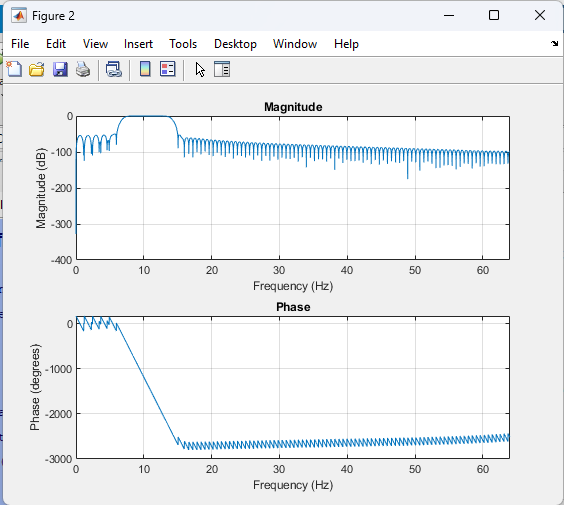 Figure 2
File Edit View Insert Tools Desktop Window Help
Magnitude
0
-100
-200
-300
-400
Magnitude (dB)
0 10 20 30 40 50 60
Frequency (Hz)
Phase
0
-1000
-2000
-3000
Phase (degrees)
0 10 20 30 40 50 60
Frequency (Hz)